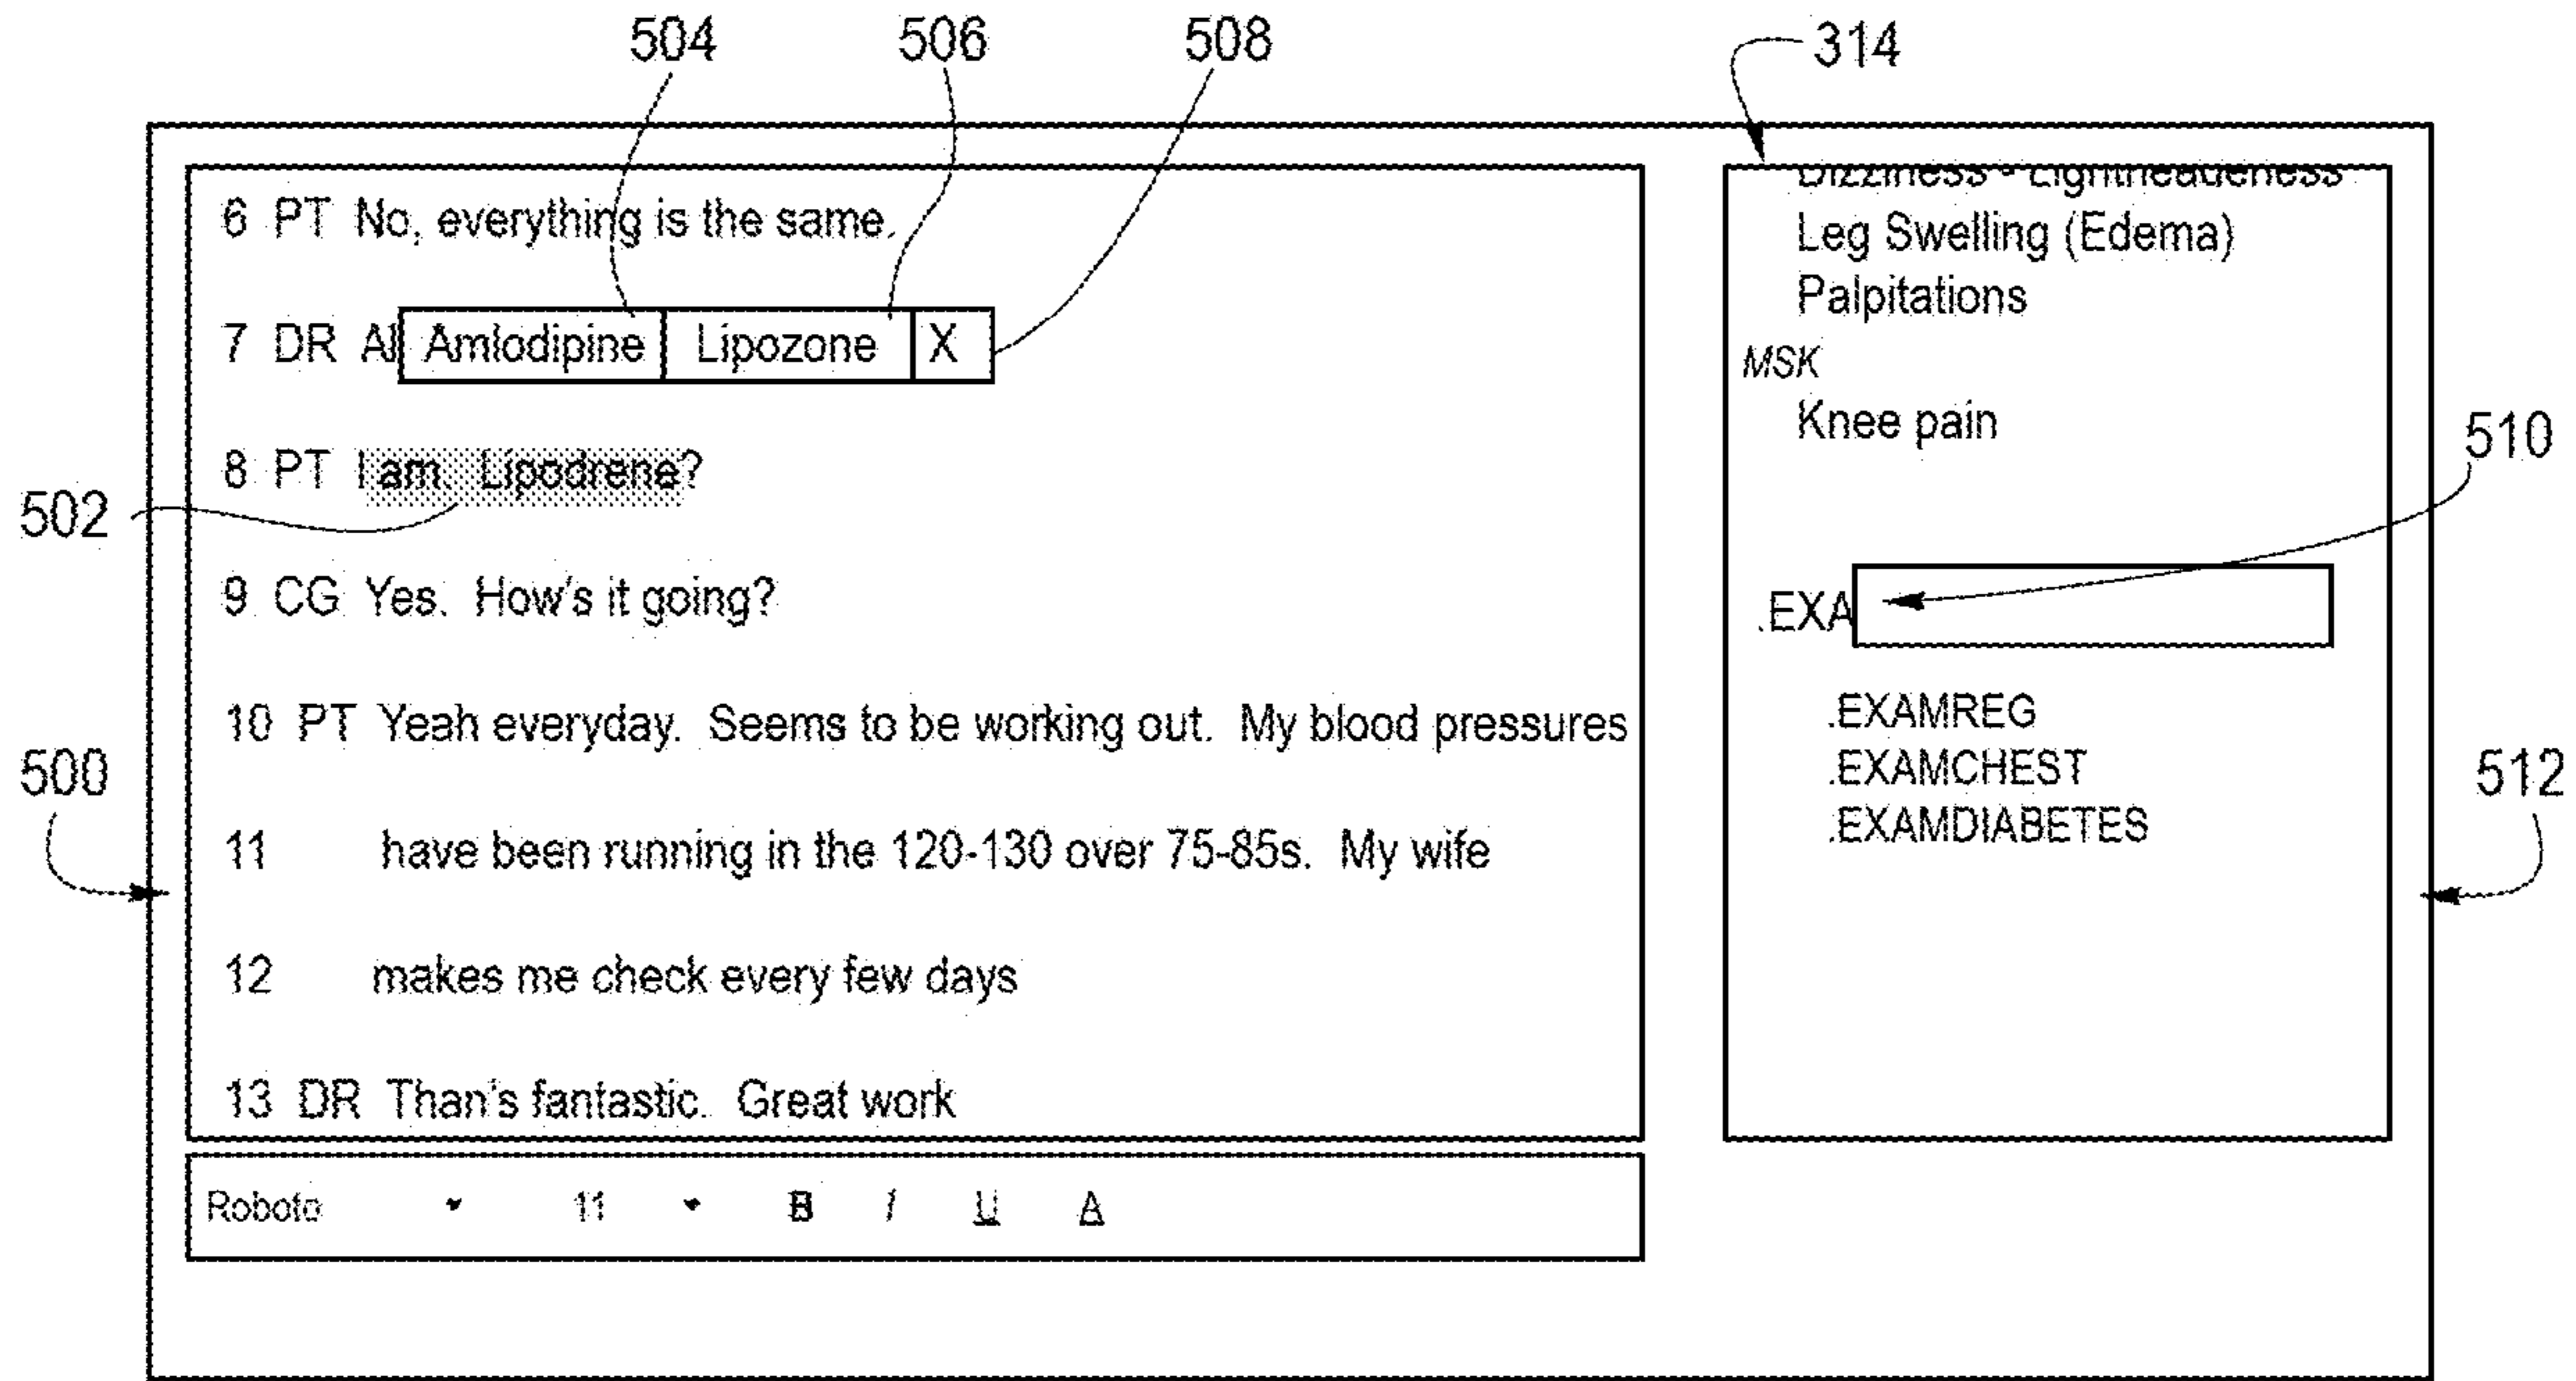 504 506 508 314
6 PT No, everything is the same.
7 DR Al Amlodipine Lipozone X
8 PT I am. Lipodrene?
502
9 CG Yes. How's it going?
10 PT Yeah everyday. Seems to be working out. My blood pressures
500
11 have been running in the 120-130 over 75-85s. My wife
12 makes me check every few days
13 DR Than's fantastic. Great work
Roboto 11 B I U A
Dizziness - Lightheadeness
Leg Swelling (Edema)
Palpitations
MSK
Knee pain
510
.EXA
.EXAMREG
.EXAMCHEST
.EXAMDIABETES
512